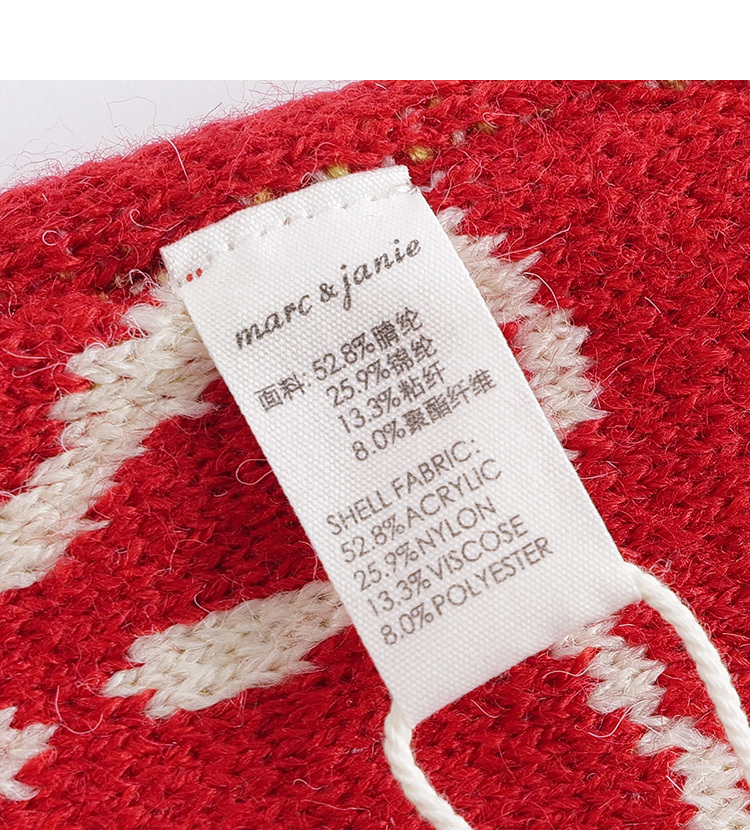 marc & janie
面料: 52.8%腈纶
25.9%锦纶
13.3%粘纤
8.0%聚酯纤维
SHELL FABRIC:
52.8% ACRYLIC
25.9% NYLON
13.3% VISCOSE
8.0% POLYESTER